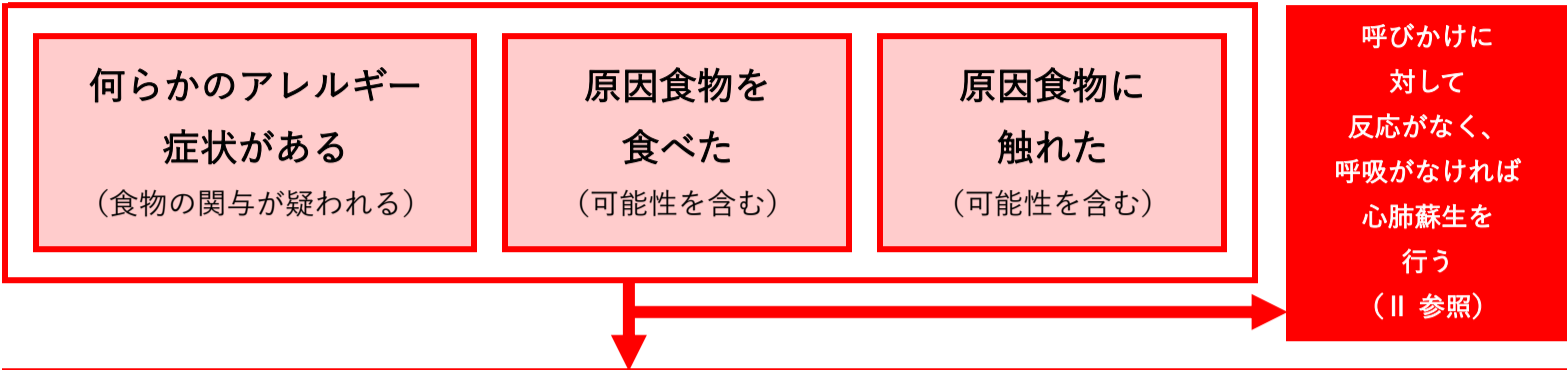 何らかのアレルギー
症状がある
（食物の関与が疑われる）
原因食物を
食べた
（可能性を含む）
原因食物に
触れた
（可能性を含む）
呼びかけに
対して
反応がなく、
呼吸がなければ
心肺蘇生を
行う
（Ⅱ 参照）